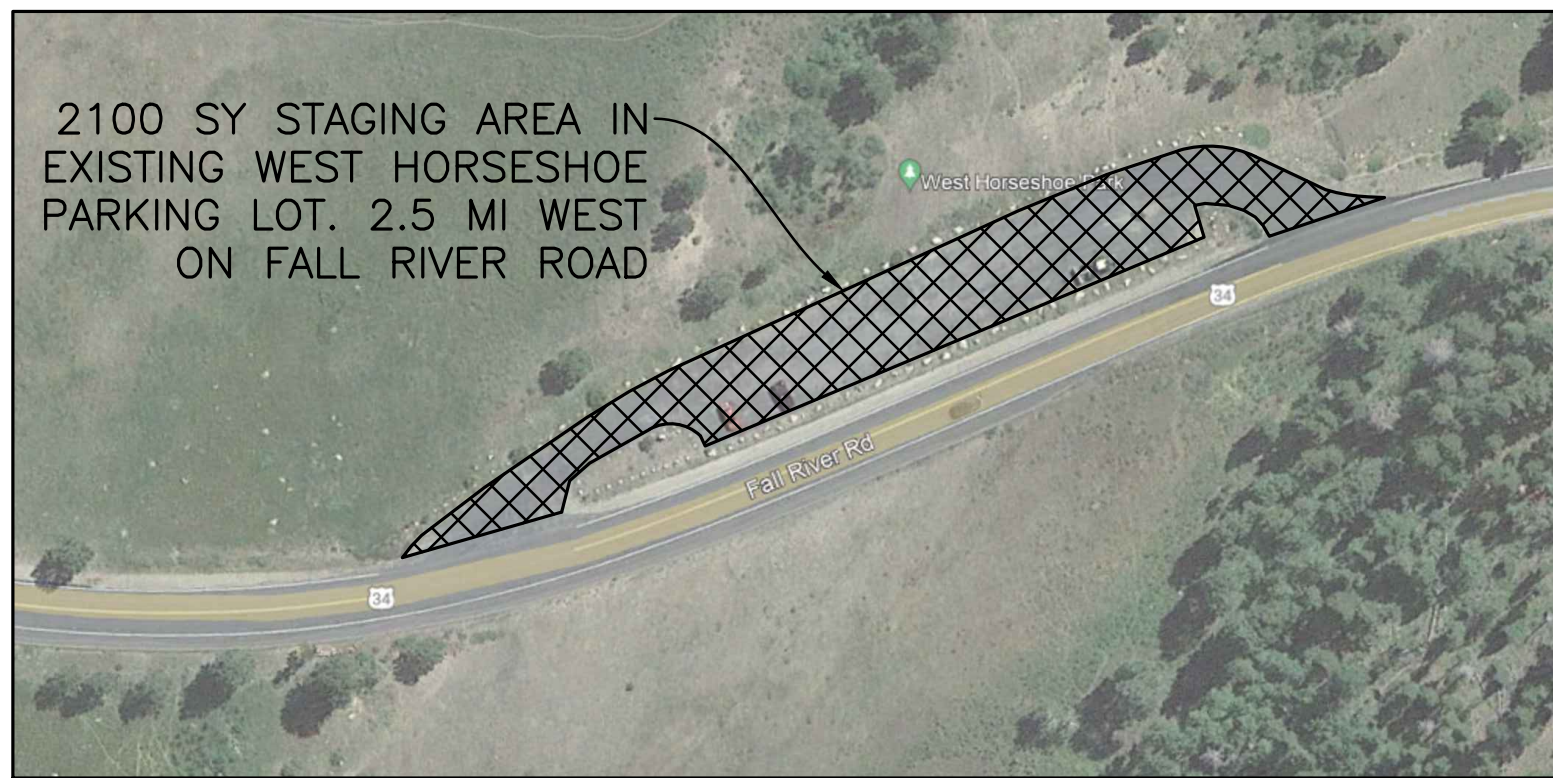 2100 SY STAGING AREA IN
EXISTING WEST HORSESHOE
PARKING LOT. 2.5 MI WEST
ON FALL RIVER ROAD
West Horseshoe Park
34
Fall River Rd
34